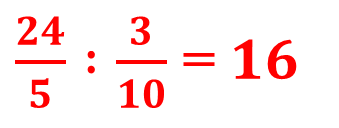 24/5 : 3/10 = 16